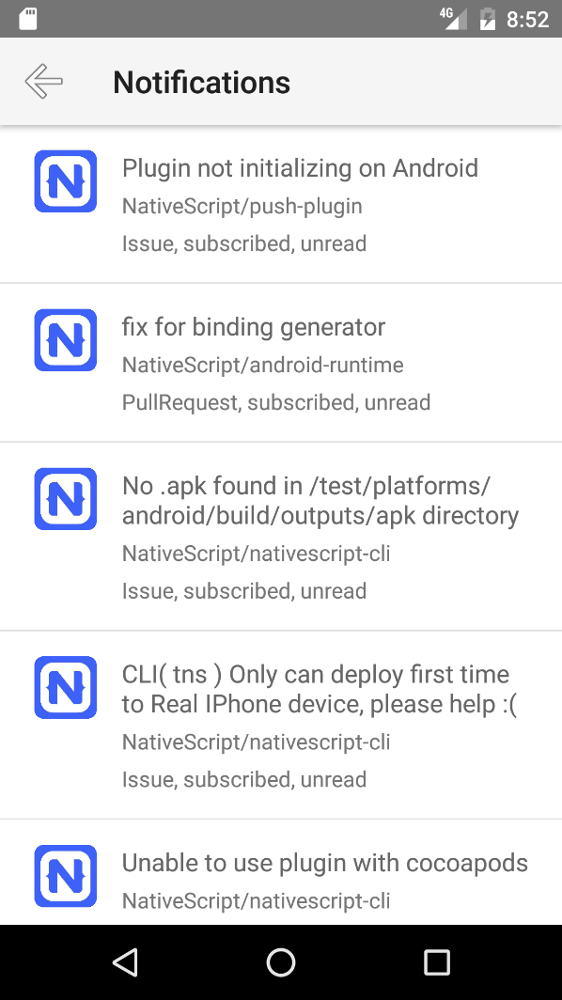 4G 8:52
Notifications
Plugin not initializing on Android
NativeScript/push-plugin
Issue, subscribed, unread
fix for binding generator
NativeScript/android-runtime
PullRequest, subscribed, unread
No .apk found in /test/platforms/
android/build/outputs/apk directory
NativeScript/nativescript-cli
Issue, subscribed, unread
CLI( tns ) Only can deploy first time
to Real IPhone device, please help :(
NativeScript/nativescript-cli
Issue, subscribed, unread
Unable to use plugin with cocoapods
NativeScript/nativescript-cli